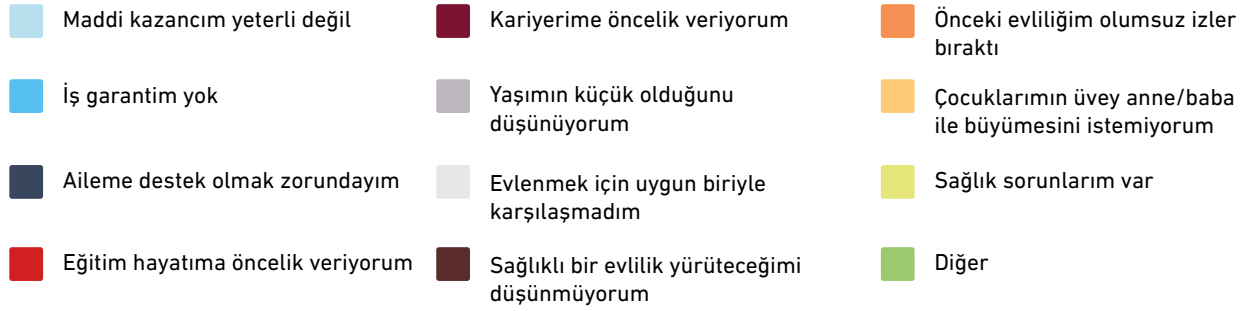 Maddi kazancım yeterli değil
İş garantim yok
Aileme destek olmak zorundayım
Eğitim hayatıma öncelik veriyorum
Kariyerime öncelik veriyorum
Yaşımın küçük olduğunu
düşünüyorum
Evlenmek için uygun biriyle
karşılaşmadım
Sağlıklı bir evlilik yürüteceğimi
düşünmüyorum
Önceki evliliğim olumsuz izler
bıraktı
Çocuklarımın üvey anne/baba
ile büyümesini istemiyorum
Sağlık sorunlarım var
Diğer